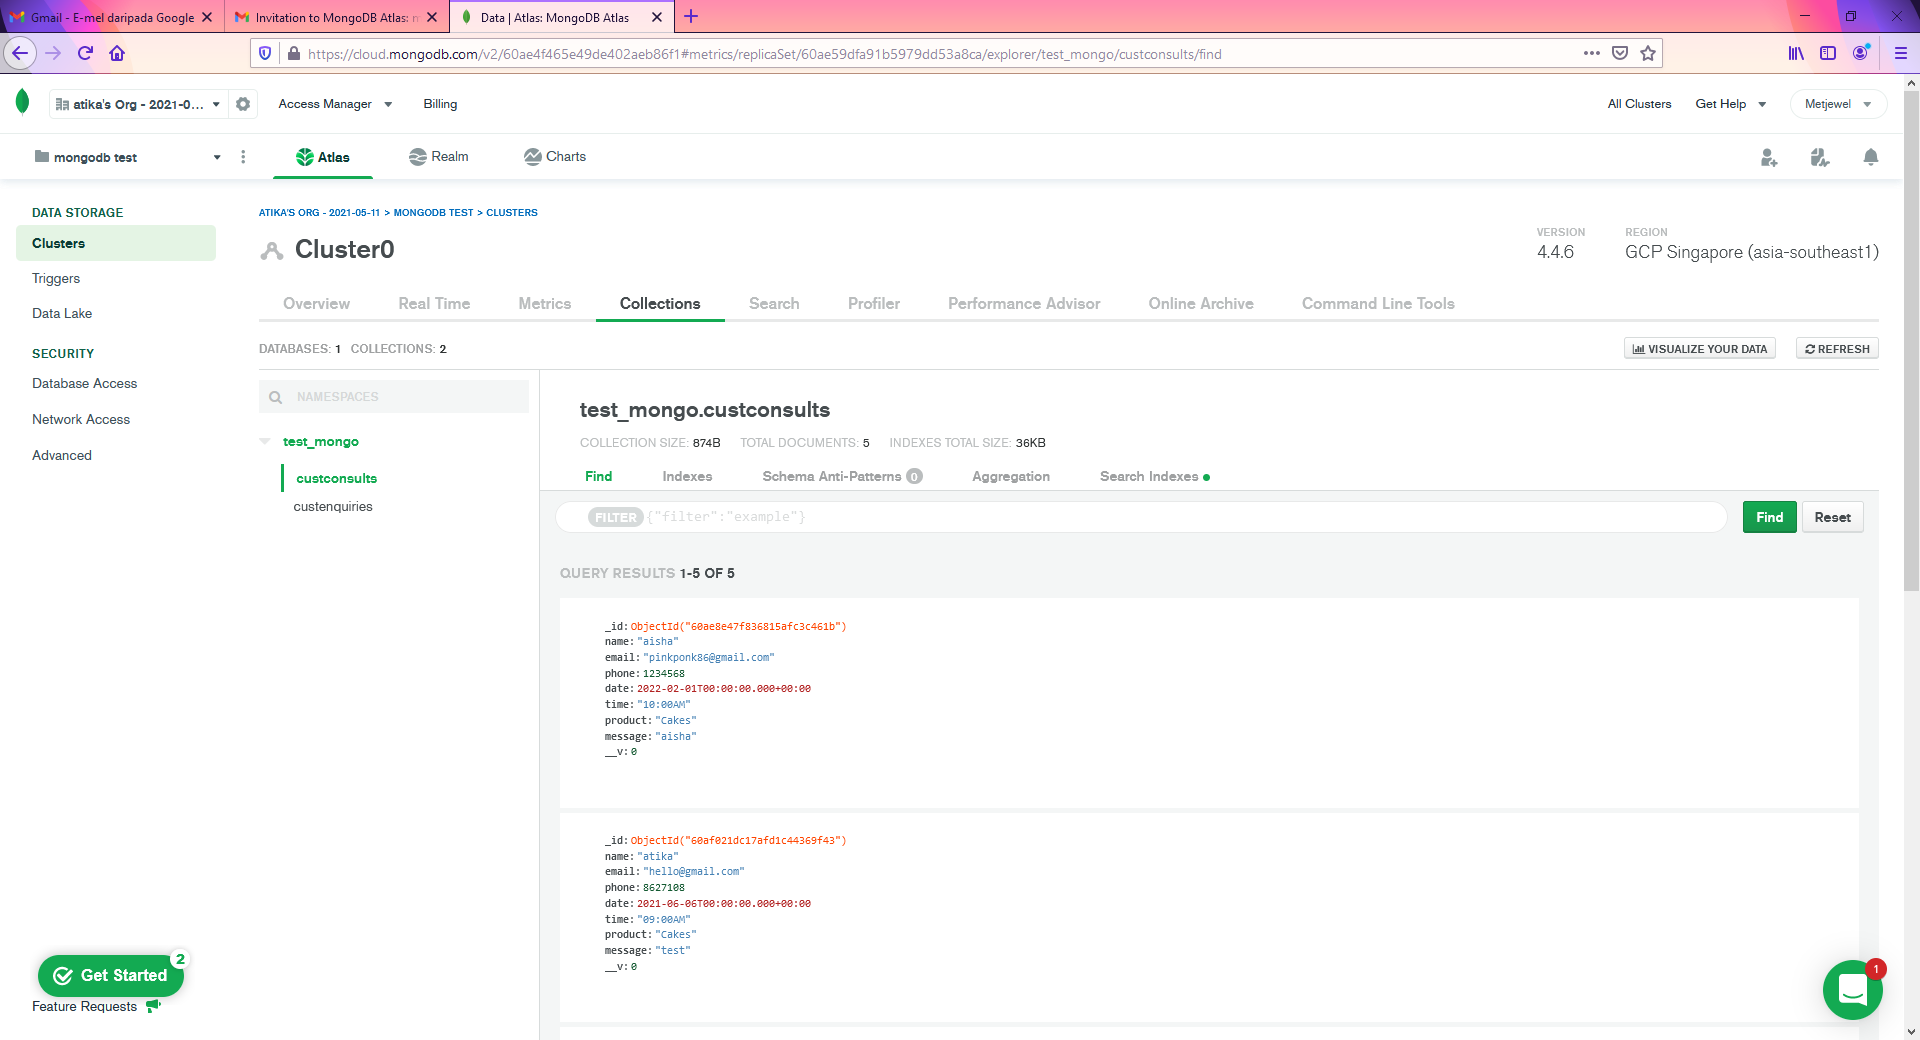 Gmail - E-mel daripada Google
Invitation to MongoDB Atlas: m
Data | Atlas: MongoDB Atlas
https://cloud.mongodb.com/v2/60ae4f465e49de402aeb86f1#metrics/replicaSet/60ae59dfa91b5979dd53a8ca/explorer/test_mongo/custconsults/find
atika's Org - 2021-0...
Access Manager
Billing
All Clusters
Get Help
Metjewel
mongodb test
Atlas
Realm
Charts
DATA STORAGE
Clusters
Triggers
Data Lake
SECURITY
Database Access
Network Access
Advanced
ATIKA'S ORG - 2021-05-11 > MONGODB TEST > CLUSTERS
Cluster0
VERSION
4.4.6
REGION
GCP Singapore (asia-southeast1)
Overview
Real Time
Metrics
Collections
Search
Profiler
Performance Advisor
Online Archive
Command Line Tools
DATABASES: 1 COLLECTIONS: 2
VISUALIZE YOUR DATA
REFRESH
NAMESPACES
test_mongo
custconsults
custenquiries
test_mongo.custconsults
COLLECTION SIZE: 874B TOTAL DOCUMENTS: 5 INDEXES TOTAL SIZE: 36KB
Find
Indexes
Schema Anti-Patterns 0
Aggregation
Search Indexes
FILTER {"filter":"example"}
Find
Reset
QUERY RESULTS 1-5 OF 5
_id: ObjectId("60ae8e47f836815afc3c461b")
name: "aisha"
email: "pinkponk86@gmail.com"
phone: 1234568
date: 2022-02-01T00:00:00.000+00:00
time: "10:00AM"
product: "Cakes"
message: "aisha"
__v: 0
_id: ObjectId("60af021dc17afd1c44369f43")
name: "atika"
email: "hello@gmail.com"
phone: 8627108
date: 2021-06-06T00:00:00.000+00:00
time: "09:00AM"
product: "Cakes"
message: "test"
__v: 0
Get Started
2
Feature Requests
1